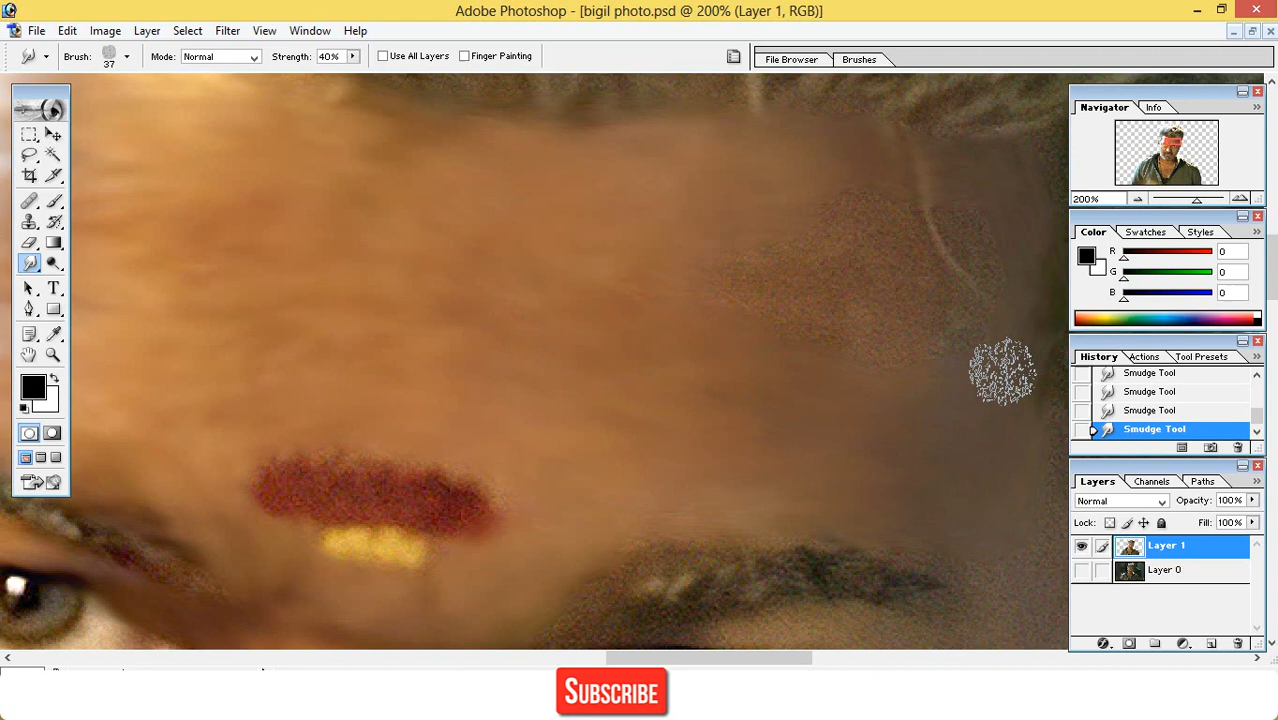 Adobe Photoshop - [bigil photo.psd @ 200% (Layer 1, RGB)]
File Edit Image Layer Select Filter View Window Help
Brush: 37 Mode: Normal Strength: 40% Use All Layers Finger Painting File Browser Brushes
Navigator Info
200%
Color Swatches Styles
R 0
G 0
B 0
History Actions Tool Presets
Smudge Tool
Smudge Tool
Smudge Tool
Smudge Tool
Layers Channels Paths
Normal Opacity: 100%
Lock: Fill: 100%
Layer 1
Layer 0
T
SUBSCRIBE